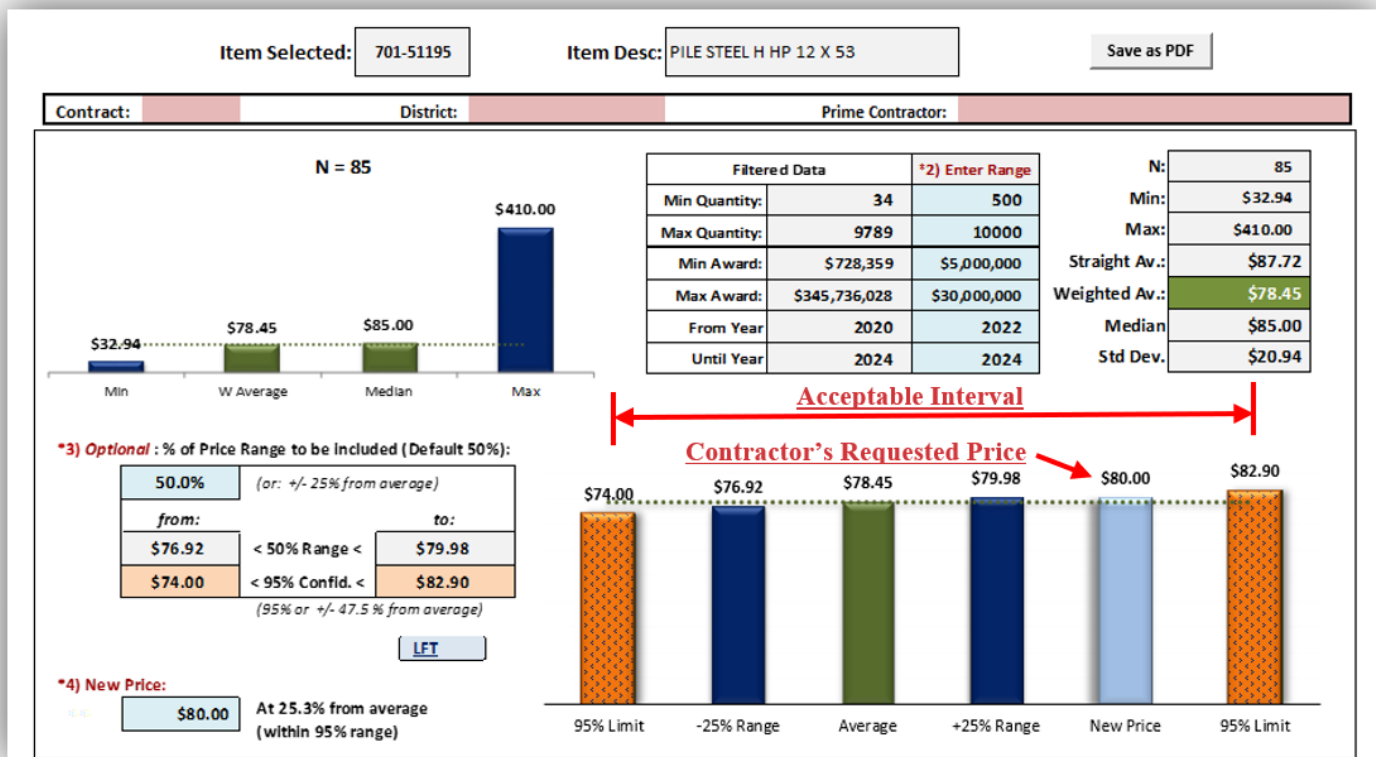 Item Selected: 701-51195 Item Desc: PILE STEEL H HP 12 X 53 Save as PDF
Contract: District: Prime Contractor:
N = 85
$410.00
$32.94 $78.45 $85.00
Min W Average Median Max
Filtered Data *2) Enter Range
Min Quantity: 34 500
Max Quantity: 9789 10000
Min Award: $728,359 $5,000,000
Max Award: $345,736,028 $30,000,000
From Year 2020 2022
Until Year 2024 2024
N: 85
Min: $32.94
Max: $410.00
Straight Av.: $87.72
Weighted Av.: $78.45
Median $85.00
Std Dev. $20.94
Acceptable Interval
*3) Optional : % of Price Range to be included (Default 50%):
50.0% (or: +/- 25% from average)
from: to:
$76.92 < 50% Range < $79.98
$74.00 < 95% Confid. < $82.90
(95% or +/- 47.5 % from average)
LFT
*4) New Price:
$80.00 At 25.3% from average
(within 95% range)
Contractor's Requested Price
$74.00 $76.92 $78.45 $79.98 $80.00 $82.90
95% Limit -25% Range Average +25% Range New Price 95% Limit